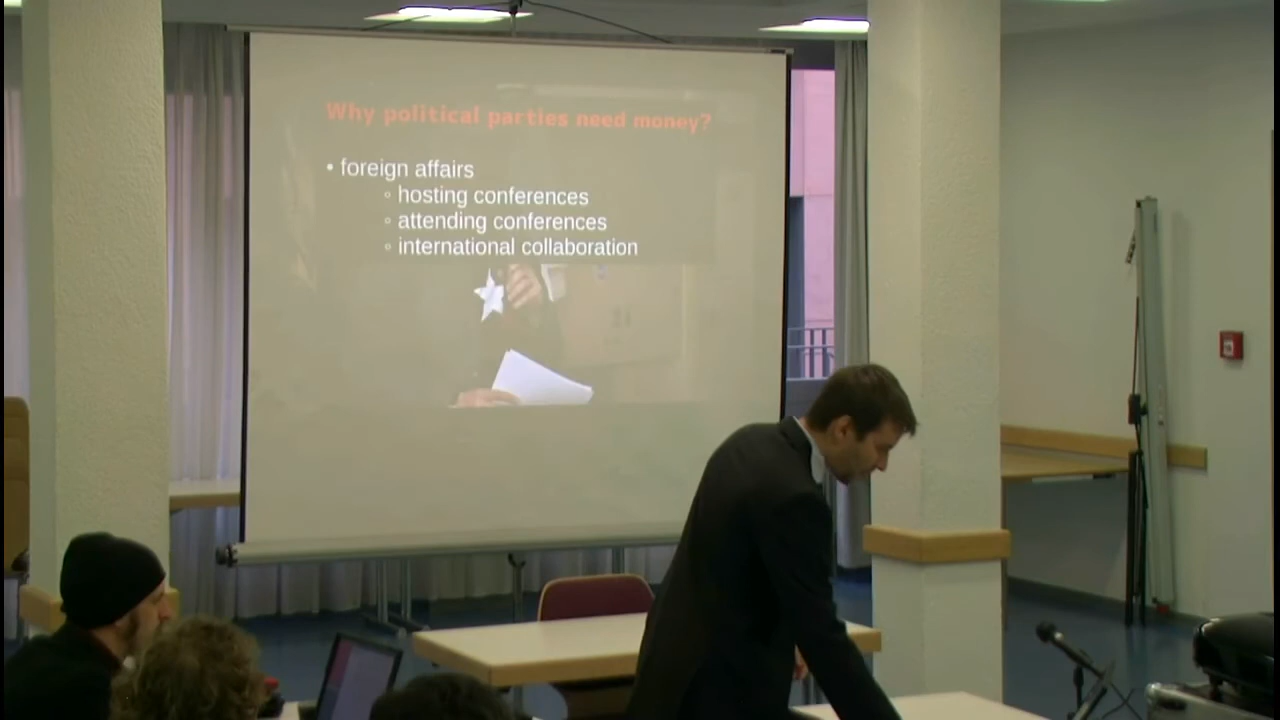 Why political parties need money?
• foreign affairs
◦ hosting conferences
◦ attending conferences
◦ international collaboration